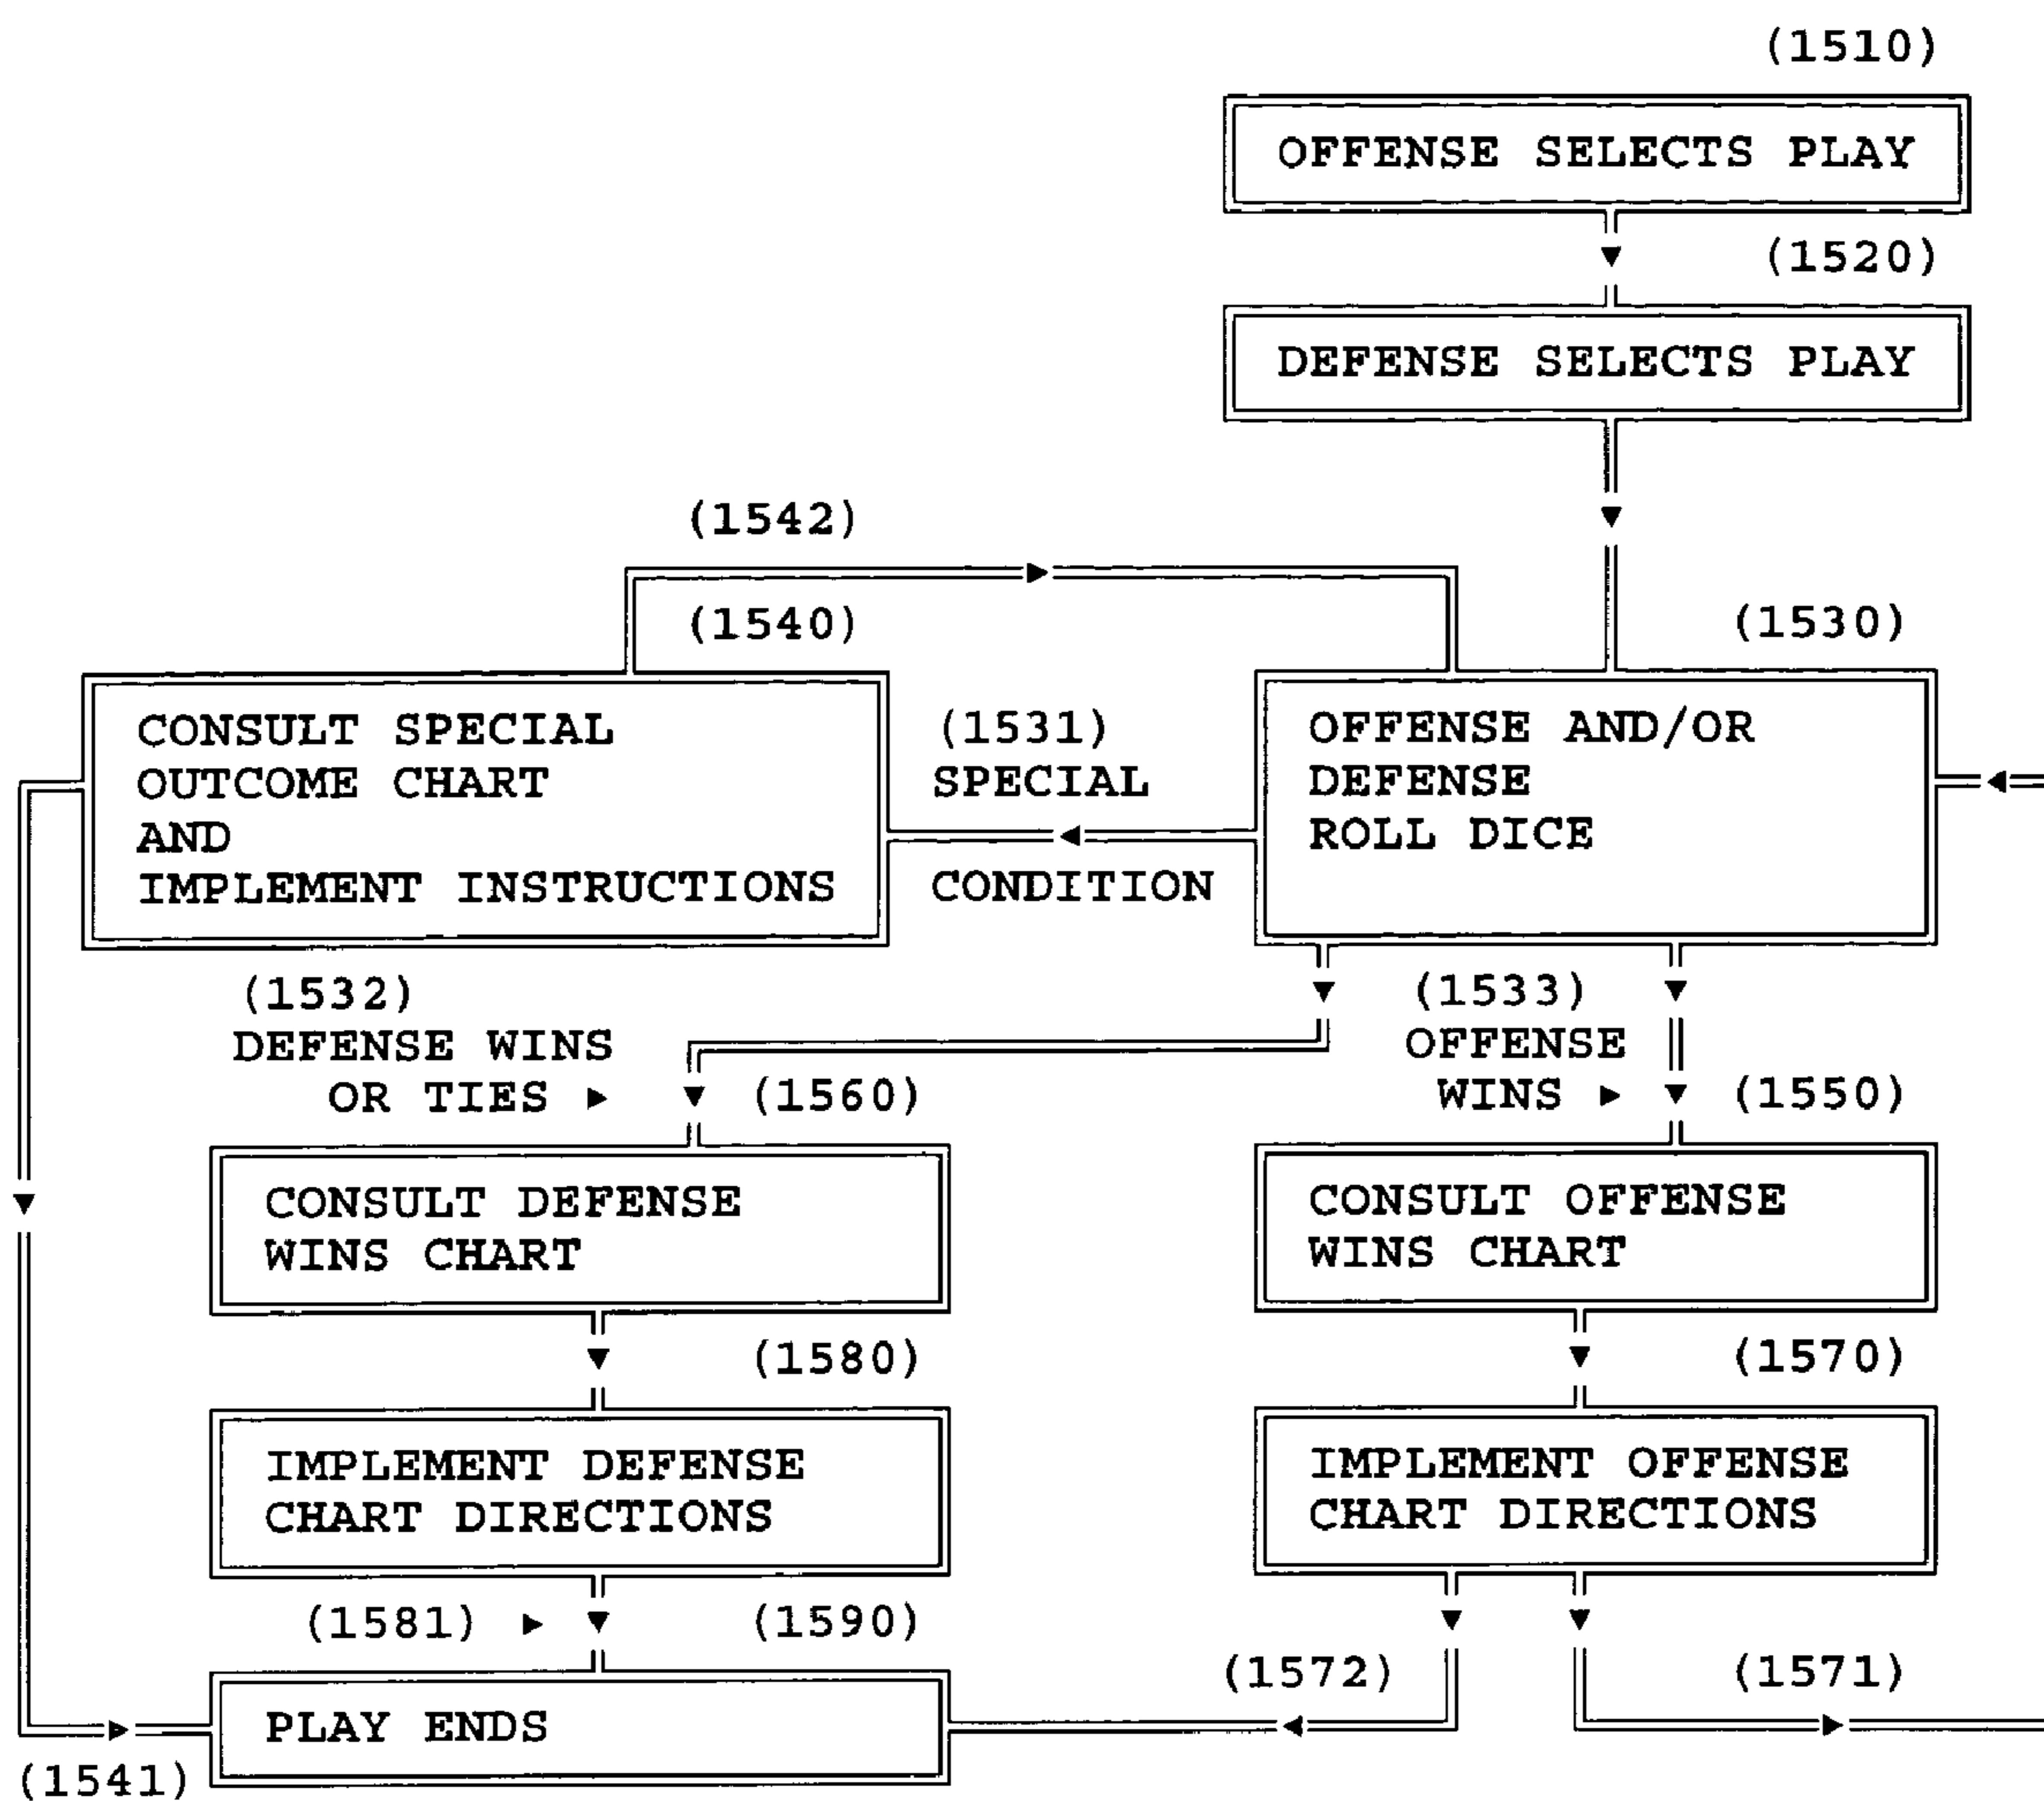 (1510)
OFFENSE SELECTS PLAY
(1520)
DEFENSE SELECTS PLAY
(1542)
(1540)
(1530)
CONSULT SPECIAL
OUTCOME CHART
AND
IMPLEMENT INSTRUCTIONS
(1531)
SPECIAL
CONDITION
OFFENSE AND/OR
DEFENSE
ROLL DICE
(1532)
DEFENSE WINS
OR TIES
(1560)
(1533)
OFFENSE
WINS
(1550)
CONSULT DEFENSE
WINS CHART
CONSULT OFFENSE
WINS CHART
(1580)
(1570)
IMPLEMENT DEFENSE
CHART DIRECTIONS
IMPLEMENT OFFENSE
CHART DIRECTIONS
(1581)
(1590)
(1572)
(1571)
PLAY ENDS
(1541)